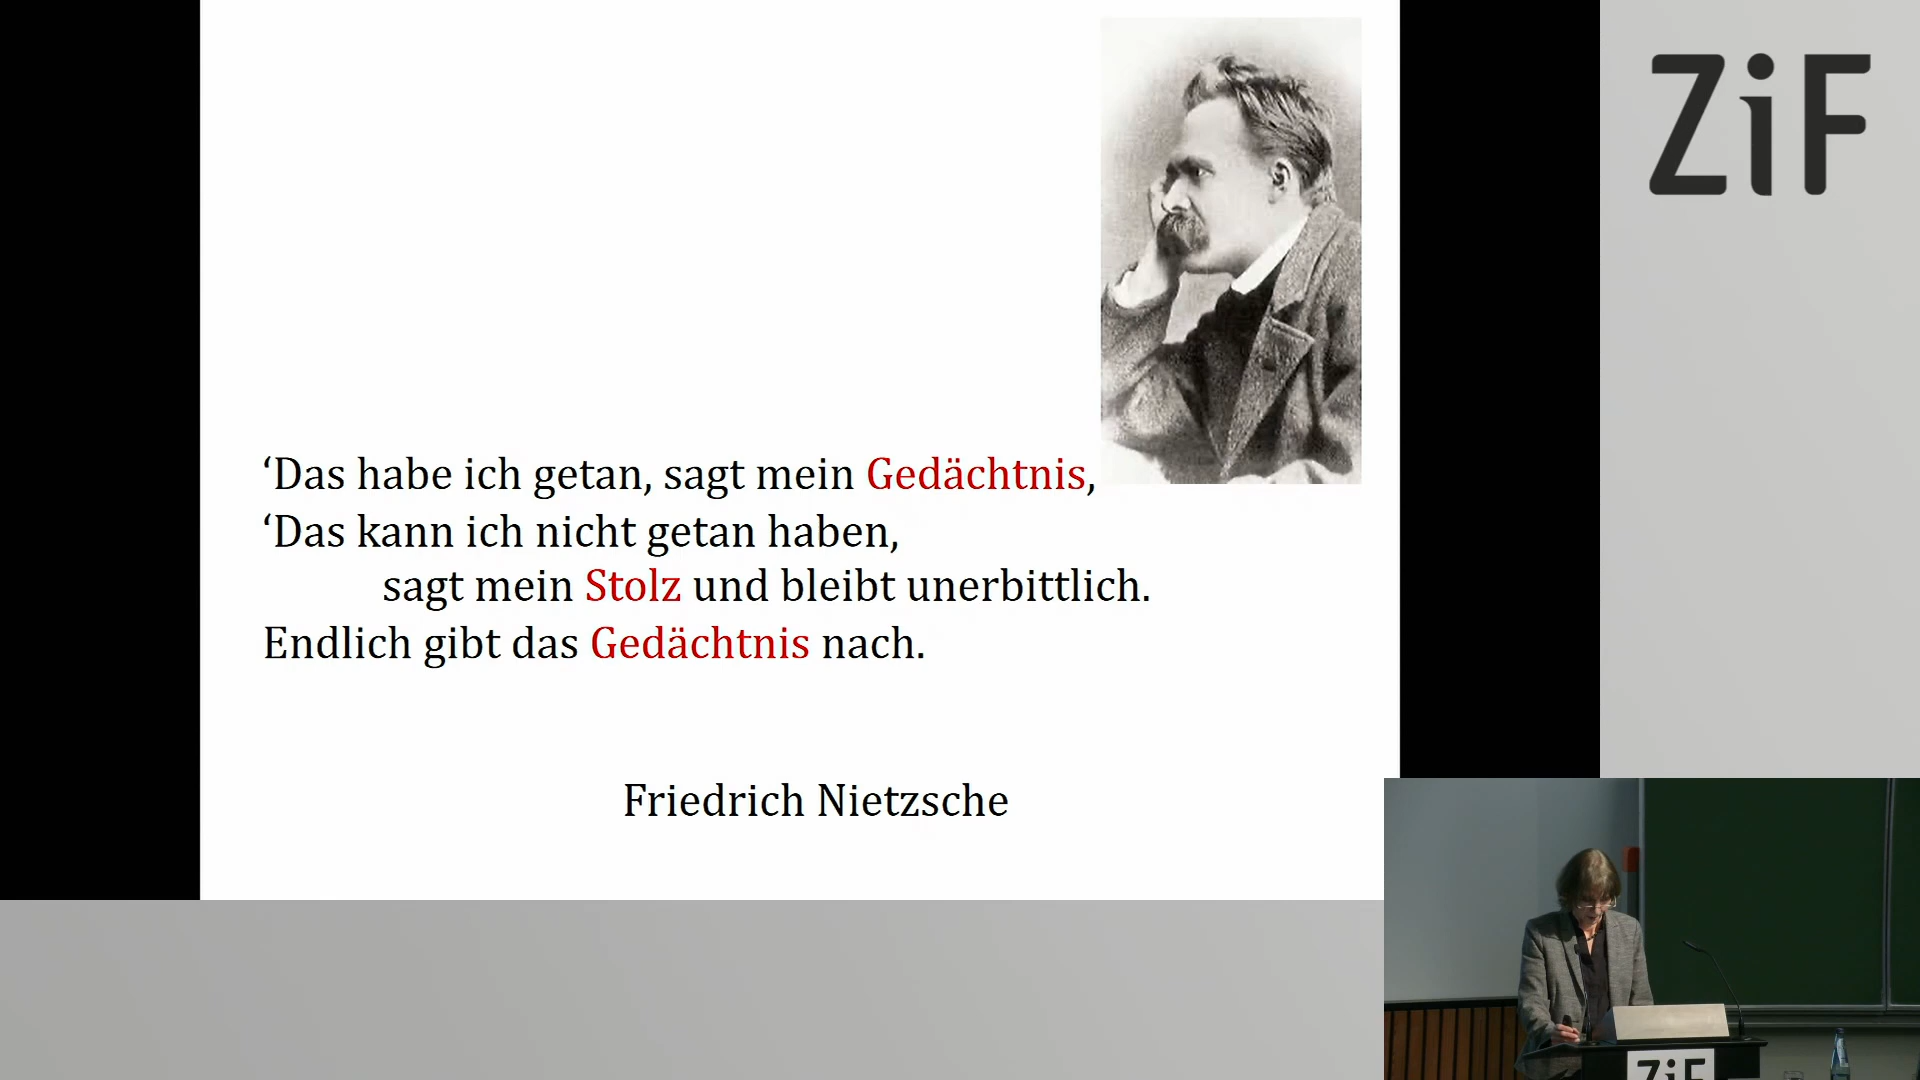 ZiF
‘Das habe ich getan, sagt mein Gedächtnis,
‘Das kann ich nicht getan haben,
sagt mein Stolz und bleibt unerbittlich.
Endlich gibt das Gedächtnis nach.
Friedrich Nietzsche
ZiF